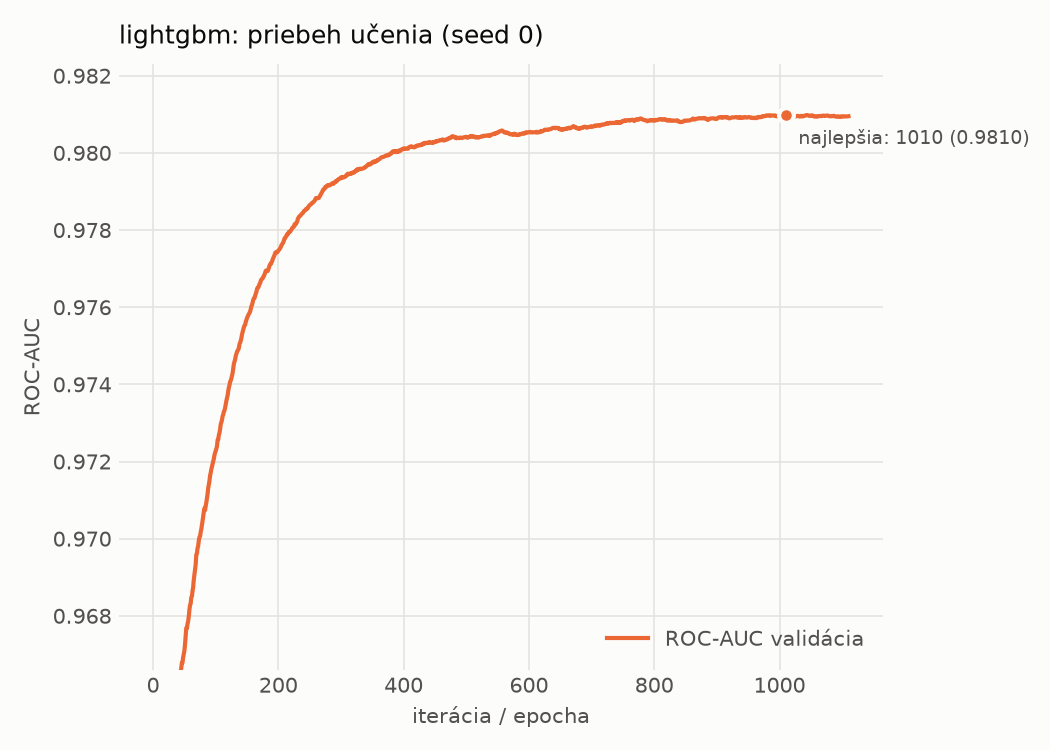 lightgbm: priebeh učenia (seed 0)
0.982
0.980
0.978
0.976
0.974
0.972
0.970
0.968
ROC-AUC
najlepšia: 1010 (0.9810)
ROC-AUC validácia
0 200 400 600 800 1000
iterácia / epocha